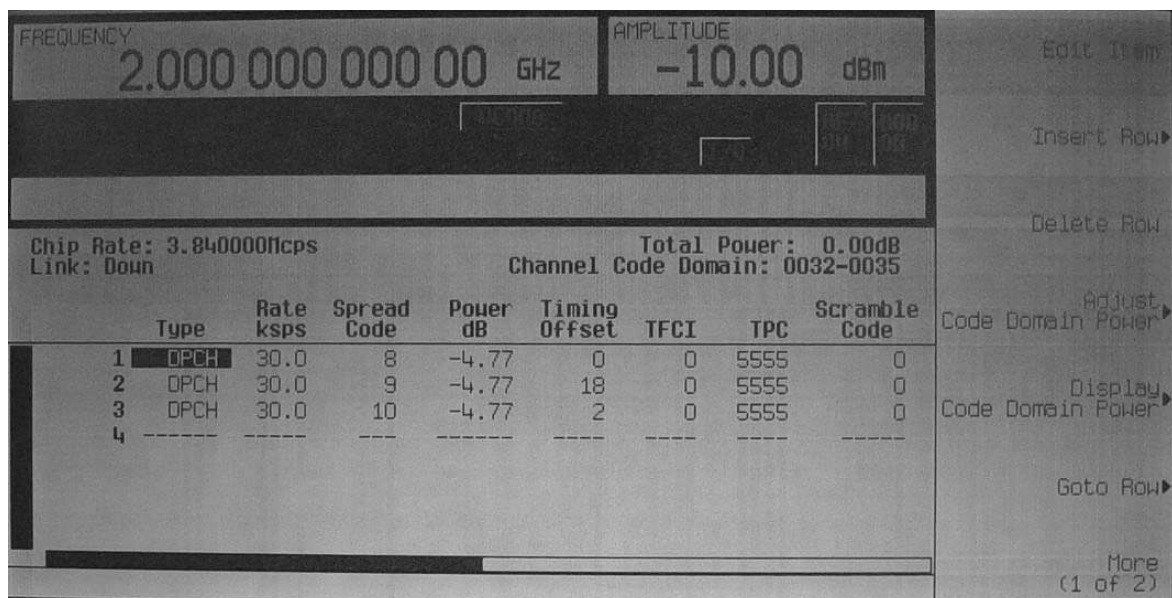 FREQUENCY
2.000 000 000 00 GHz
AMPLITUDE
-10.00 dBm
Chip Rate: 3.840000Mcps
Total Power: 0.00dB
Link: Down
Channel Code Domain: 0032-0035
Type Rate ksps Spread Code Power dB Timing Offset TFCI TPC Scramble Code
1 DPCH 30.0 8 -4.77 0 0 5555 0
2 DPCH 30.0 9 -4.77 18 0 5555 0
3 DPCH 30.0 10 -4.77 2 0 5555 0
4 ------ ----- --- ------ ---- ---- ---- -----
Edit Item
Insert Row
Delete Row
Adjust
Code Domain Power
Display
Code Domain Power
Goto Row
More
(1 of 2)